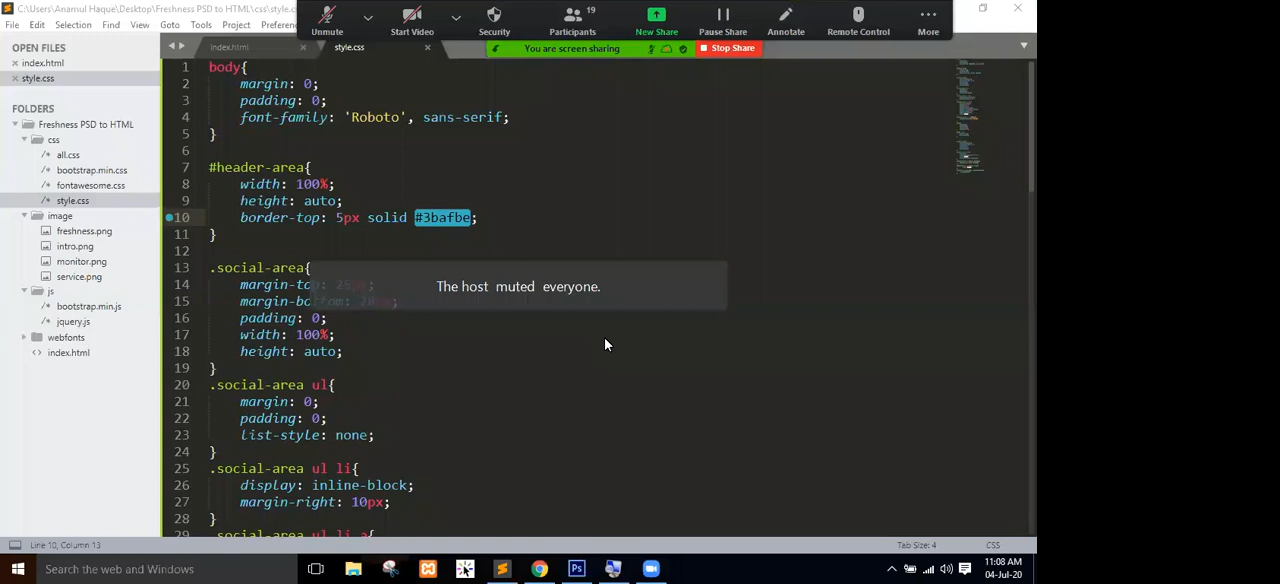 C:\Users\Anamul Haque\Desktop\Freshness PSD to HTML\css\style.c
File Edit Selection Find View Goto Tools Project Preferen
Unmute Start Video Security Participants 19 New Share Pause Share Annotate Remote Control More
You are screen sharing Stop Share
OPEN FILES
index.html
style.css
FOLDERS
Freshness PSD to HTML
css
/* all.css
/* bootstrap.min.css
/* fontawesome.css
/* style.css
image
freshness.png
intro.png
monitor.png
service.png
js
/* bootstrap.min.js
/* jquery.js
webfonts
<> index.html
index.html style.css
1 body{
2 margin: 0;
3 padding: 0;
4 font-family: 'Roboto', sans-serif;
5 }
6
7 #header-area{
8 width: 100%;
9 height: auto;
10 border-top: 5px solid #3bafbe;
11 }
12
13 .social-area{
14 margin-top:
15 margin-bottom:
16 padding: 0;
17 width: 100%;
18 height: auto;
19 }
20 .social-area ul{
21 margin: 0;
22 padding: 0;
23 list-style: none;
24 }
25 .social-area ul li{
26 display: inline-block;
27 margin-right: 10px;
28 }
29 .social-area ul li a{
The host muted everyone.
Line 10, Column 13 Tab Size: 4 CSS
Search the web and Windows
11:08 AM
04-Jul-20